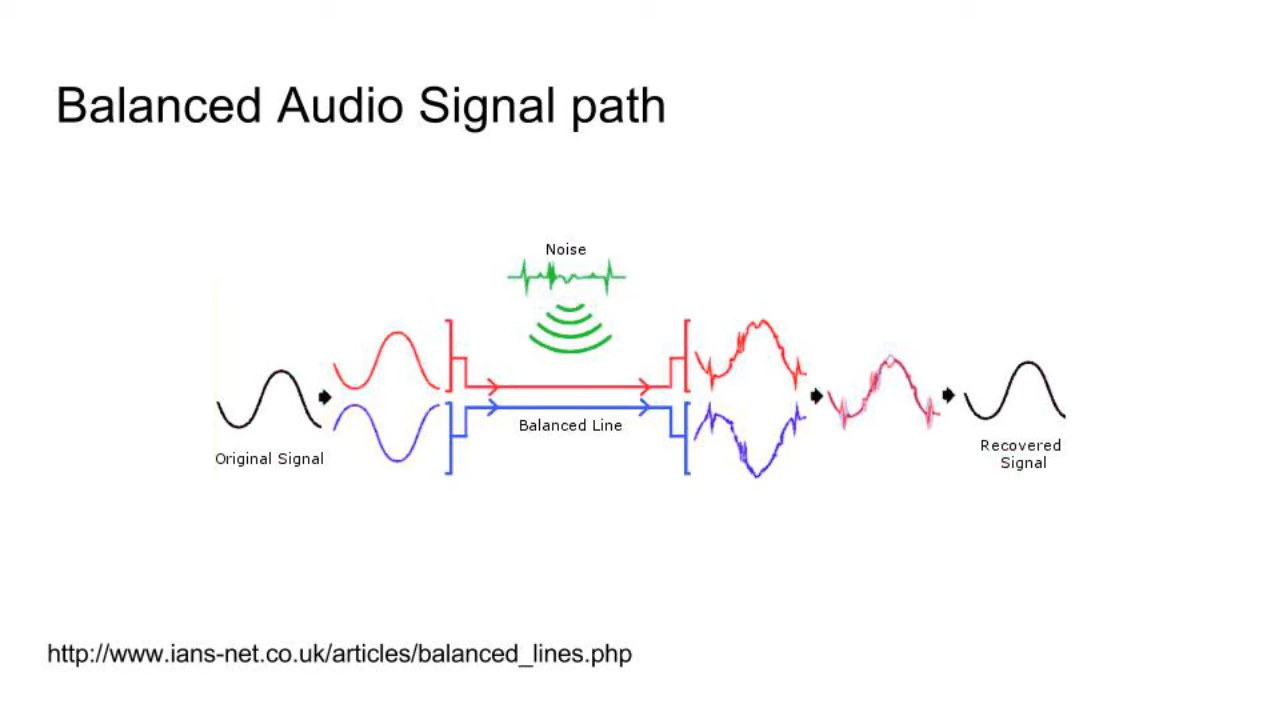 Balanced Audio Signal path
Noise
Balanced Line
Original Signal
Recovered
Signal
http://www.ians-net.co.uk/articles/balanced_lines.php